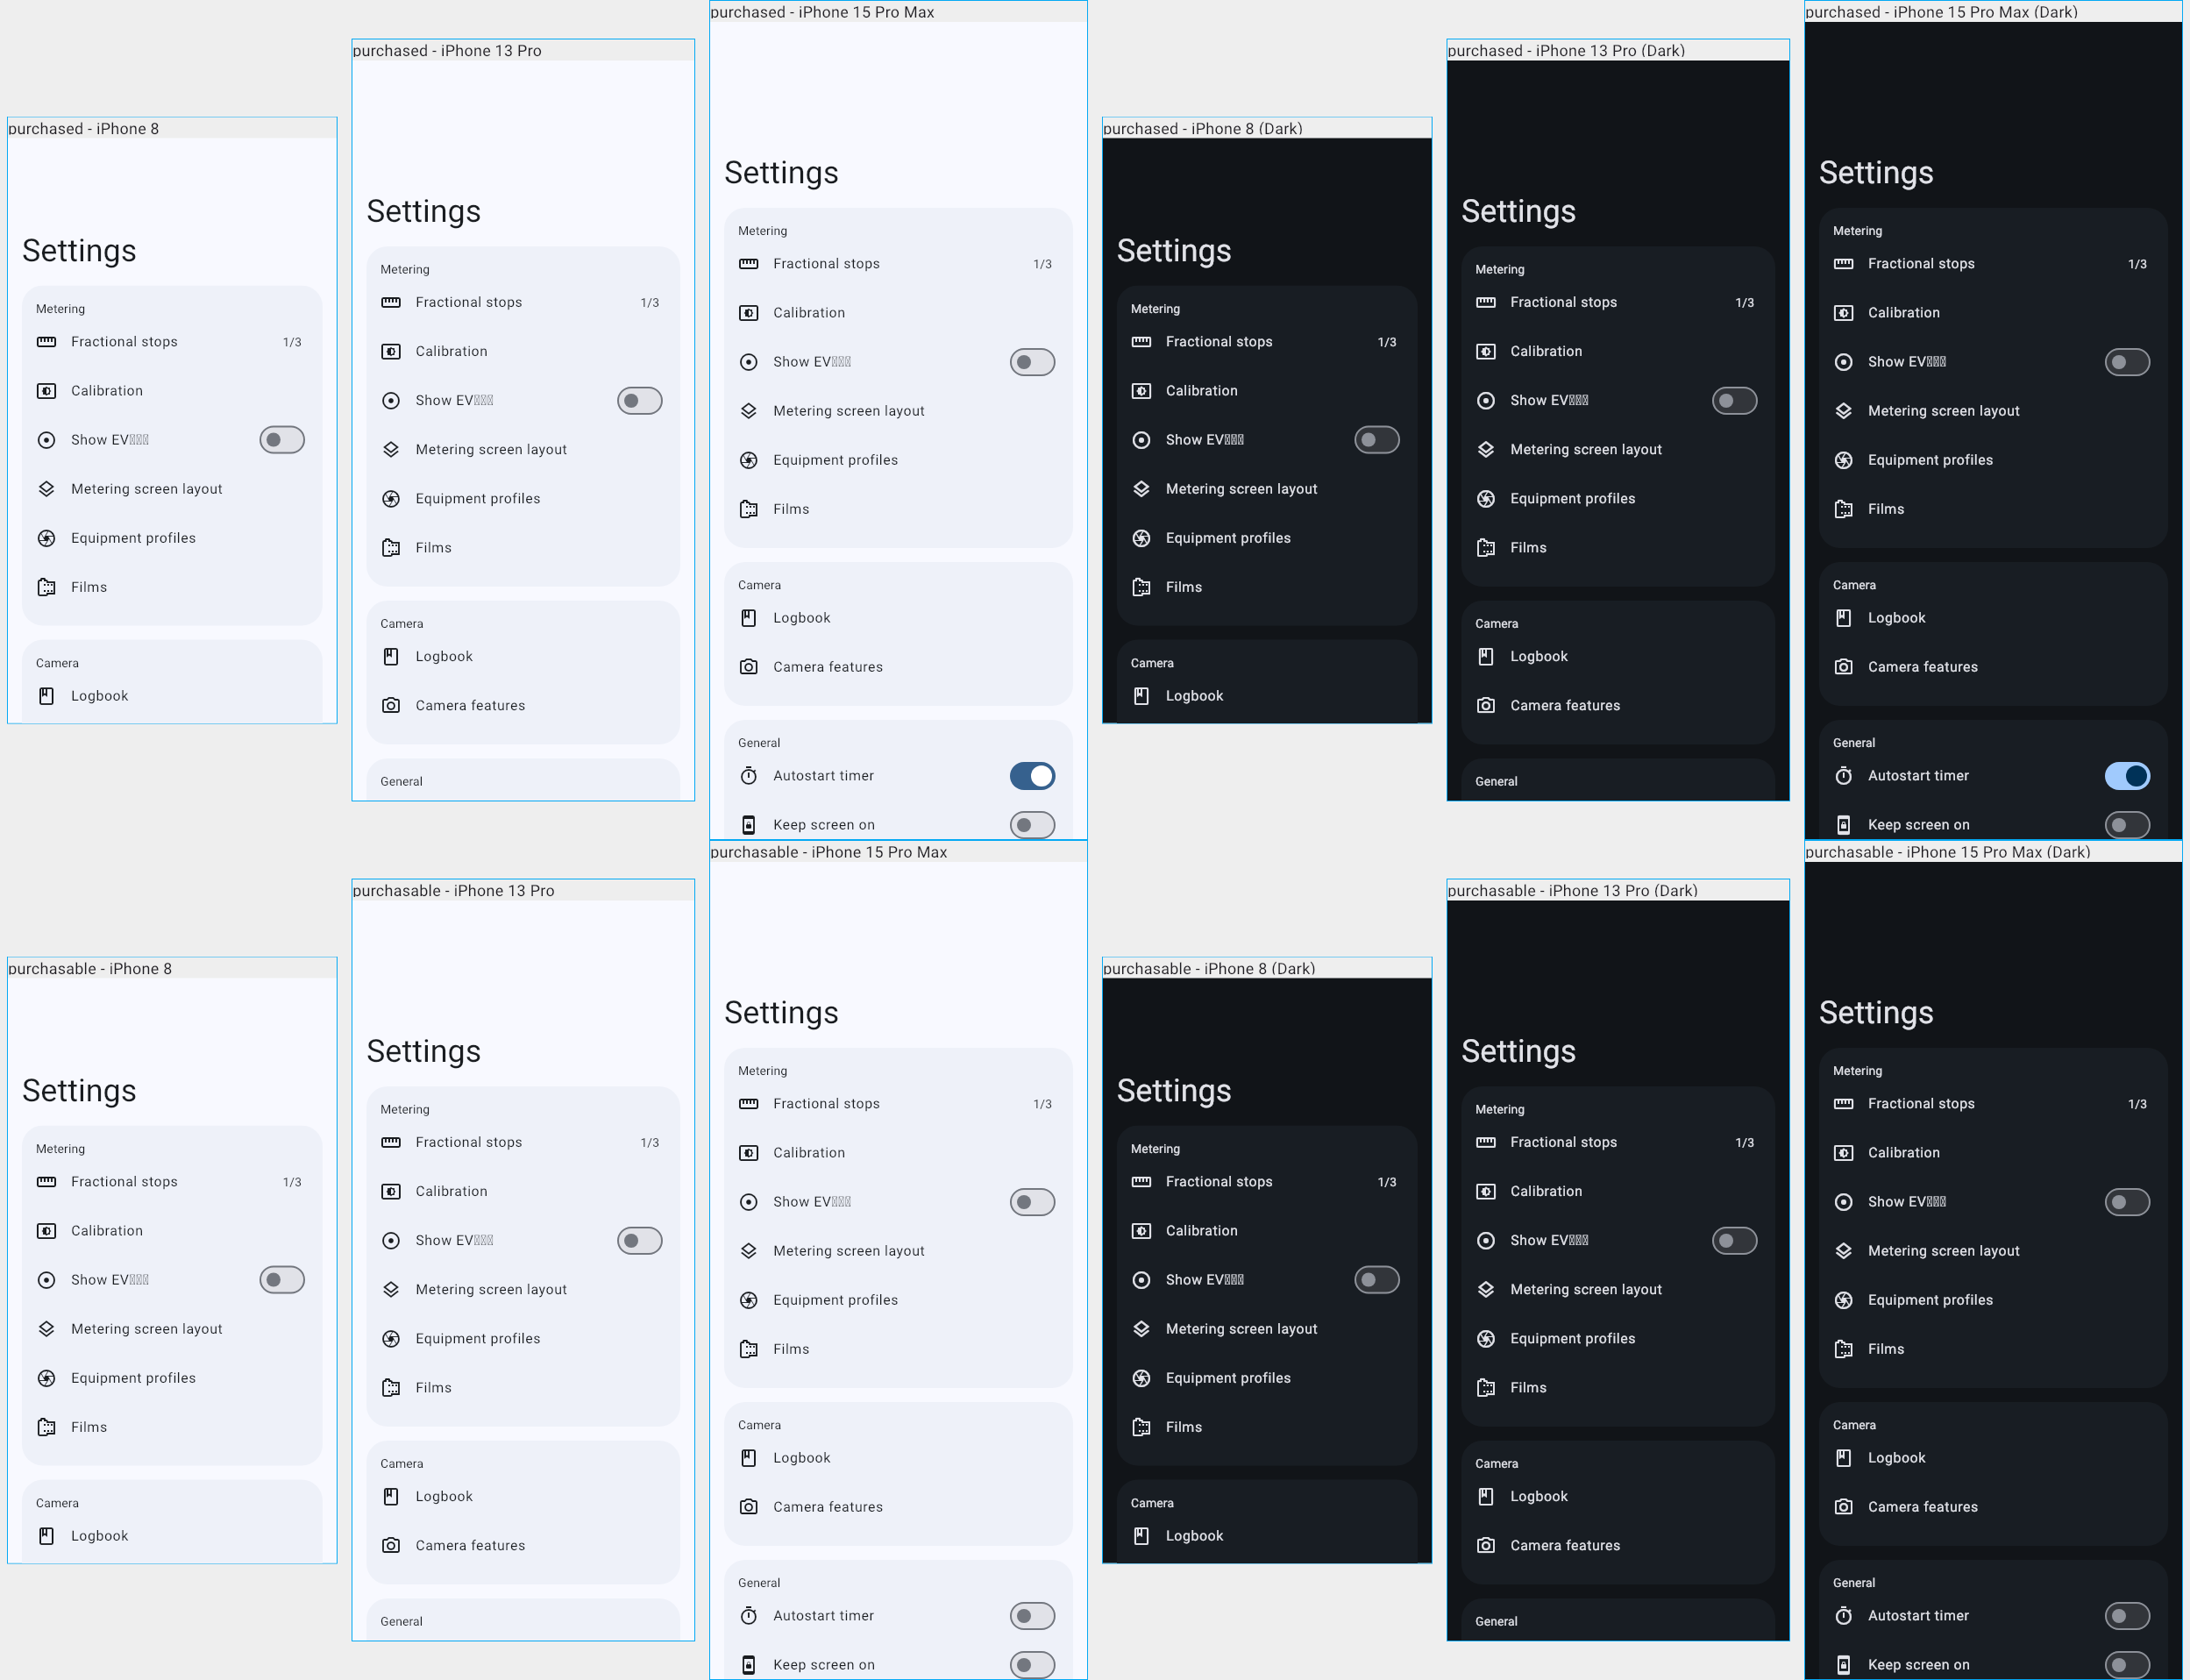 purchased - iPhone 8
Settings
Metering
Fractional stops 1/3
Calibration
Show EV
Metering screen layout
Equipment profiles
Films
Camera
Logbook
purchased - iPhone 13 Pro
Settings
Metering
Fractional stops 1/3
Calibration
Show EV
Metering screen layout
Equipment profiles
Films
Camera
Logbook
Camera features
General
purchased - iPhone 15 Pro Max
Settings
Metering
Fractional stops 1/3
Calibration
Show EV
Metering screen layout
Equipment profiles
Films
Camera
Logbook
Camera features
General
Autostart timer
Keep screen on
purchased - iPhone 8 (Dark)
Settings
Metering
Fractional stops 1/3
Calibration
Show EV
Metering screen layout
Equipment profiles
Films
Camera
Logbook
purchased - iPhone 13 Pro (Dark)
Settings
Metering
Fractional stops 1/3
Calibration
Show EV
Metering screen layout
Equipment profiles
Films
Camera
Logbook
Camera features
General
purchased - iPhone 15 Pro Max (Dark)
Settings
Metering
Fractional stops 1/3
Calibration
Show EV
Metering screen layout
Equipment profiles
Films
Camera
Logbook
Camera features
General
Autostart timer
Keep screen on
purchasable - iPhone 8
Settings
Metering
Fractional stops 1/3
Calibration
Show EV
Metering screen layout
Equipment profiles
Films
Camera
Logbook
purchasable - iPhone 13 Pro
Settings
Metering
Fractional stops 1/3
Calibration
Show EV
Metering screen layout
Equipment profiles
Films
Camera
Logbook
Camera features
General
purchasable - iPhone 15 Pro Max
Settings
Metering
Fractional stops 1/3
Calibration
Show EV
Metering screen layout
Equipment profiles
Films
Camera
Logbook
Camera features
General
Autostart timer
Keep screen on
purchasable - iPhone 8 (Dark)
Settings
Metering
Fractional stops 1/3
Calibration
Show EV
Metering screen layout
Equipment profiles
Films
Camera
Logbook
purchasable - iPhone 13 Pro (Dark)
Settings
Metering
Fractional stops 1/3
Calibration
Show EV
Metering screen layout
Equipment profiles
Films
Camera
Logbook
Camera features
General
purchasable - iPhone 15 Pro Max (Dark)
Settings
Metering
Fractional stops 1/3
Calibration
Show EV
Metering screen layout
Equipment profiles
Films
Camera
Logbook
Camera features
General
Autostart timer
Keep screen on